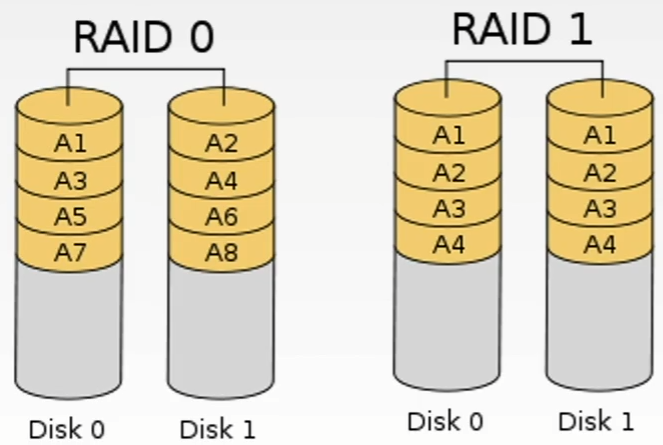 RAID 0
A1
A3
A5
A7
A2
A4
A6
A8
Disk 0
Disk 1
RAID 1
A1
A2
A3
A4
A1
A2
A3
A4
Disk 0
Disk 1